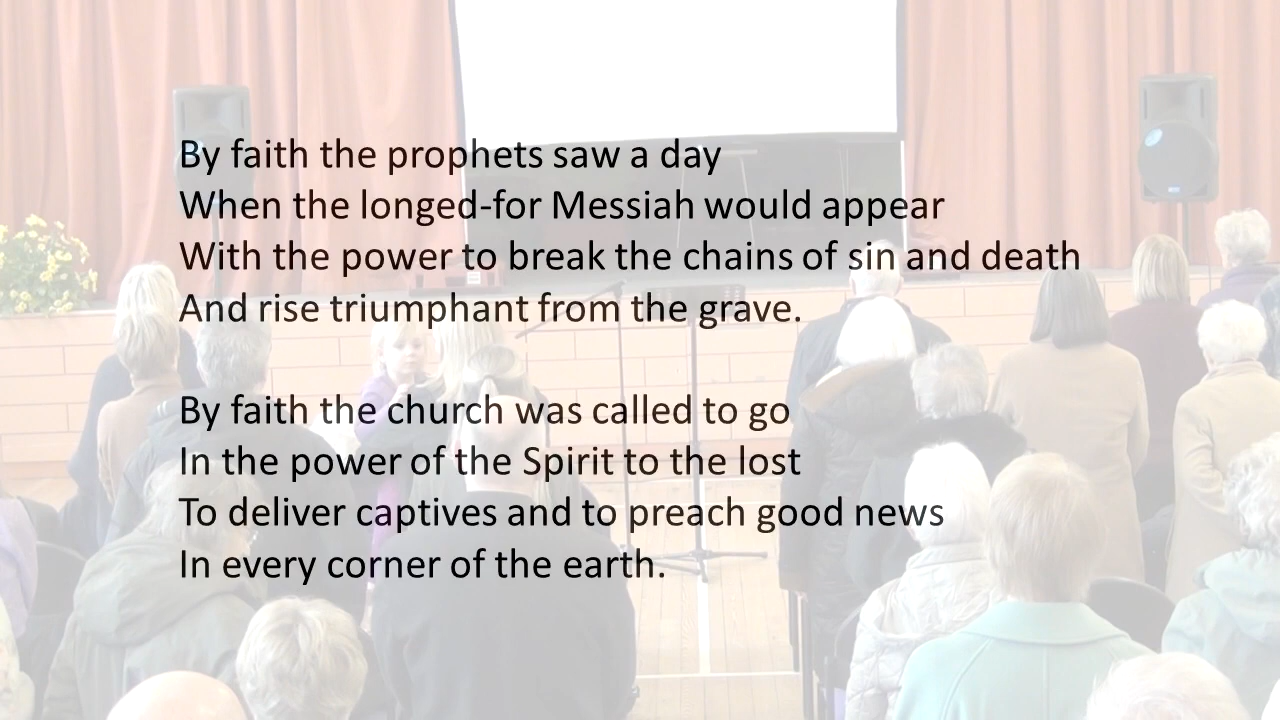 By faith the prophets saw a day
When the longed-for Messiah would appear
With the power to break the chains of sin and death
And rise triumphant from the grave.
By faith the church was called to go
In the power of the Spirit to the lost
To deliver captives and to preach good news
In every corner of the earth.